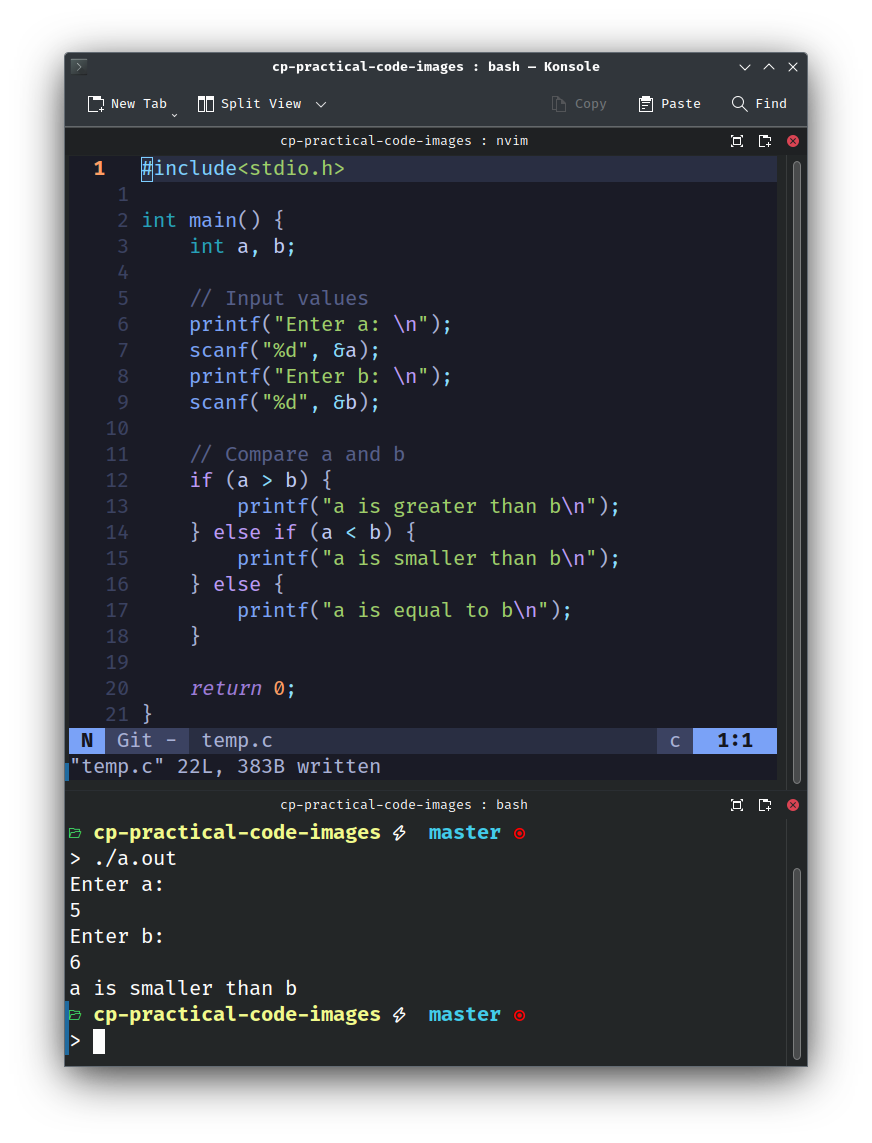 cp-practical-code-images : bash — Konsole
New Tab Split View Copy Paste Find
cp-practical-code-images : nvim
1 #include<stdio.h>
1
2 int main() {
3     int a, b;
4
5     // Input values
6     printf("Enter a: \n");
7     scanf("%d", &a);
8     printf("Enter b: \n");
9     scanf("%d", &b);
10
11     // Compare a and b
12     if (a > b) {
13         printf("a is greater than b\n");
14     } else if (a < b) {
15         printf("a is smaller than b\n");
16     } else {
17         printf("a is equal to b\n");
18     }
19
20     return 0;
21 }
N Git - temp.c c 1:1
"temp.c" 22L, 383B written
cp-practical-code-images : bash
cp-practical-code-images ⚡ master
> ./a.out
Enter a:
5
Enter b:
6
a is smaller than b
cp-practical-code-images ⚡ master
>